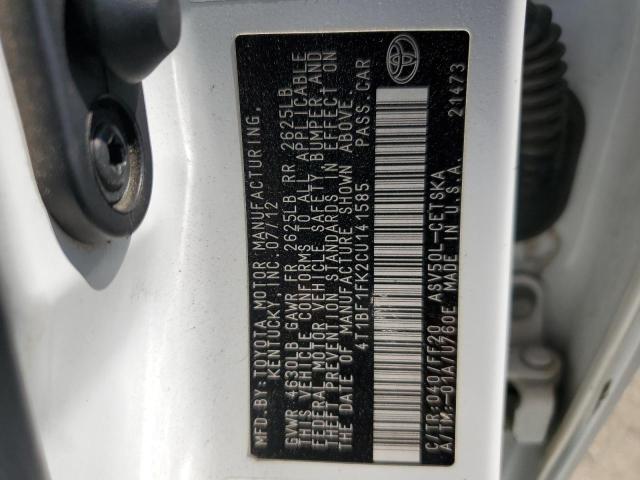 MFD BY:TOYOTA MOTOR MANUFACTURING,
KENTUCKY, INC.07/12
GVWR 4630LB GAWR FR 2625LB RR 2625LB
THIS VEHICLE CONFORMS TO ALL APPLICABLE
FEDERAL MOTOR VEHICLE SAFETY, BUMPER AND
THEFT PREVENTION STANDARDS IN EFFECT ON
THE DATE OF MANUFACTURE SHOWN ABOVE.
4T1BF1FK2CU141585 PASS.CAR
C/TR:040/FF20 ASV50L-CETSKA
A/TM:-01A/U760E MADE IN U.S.A. 21473